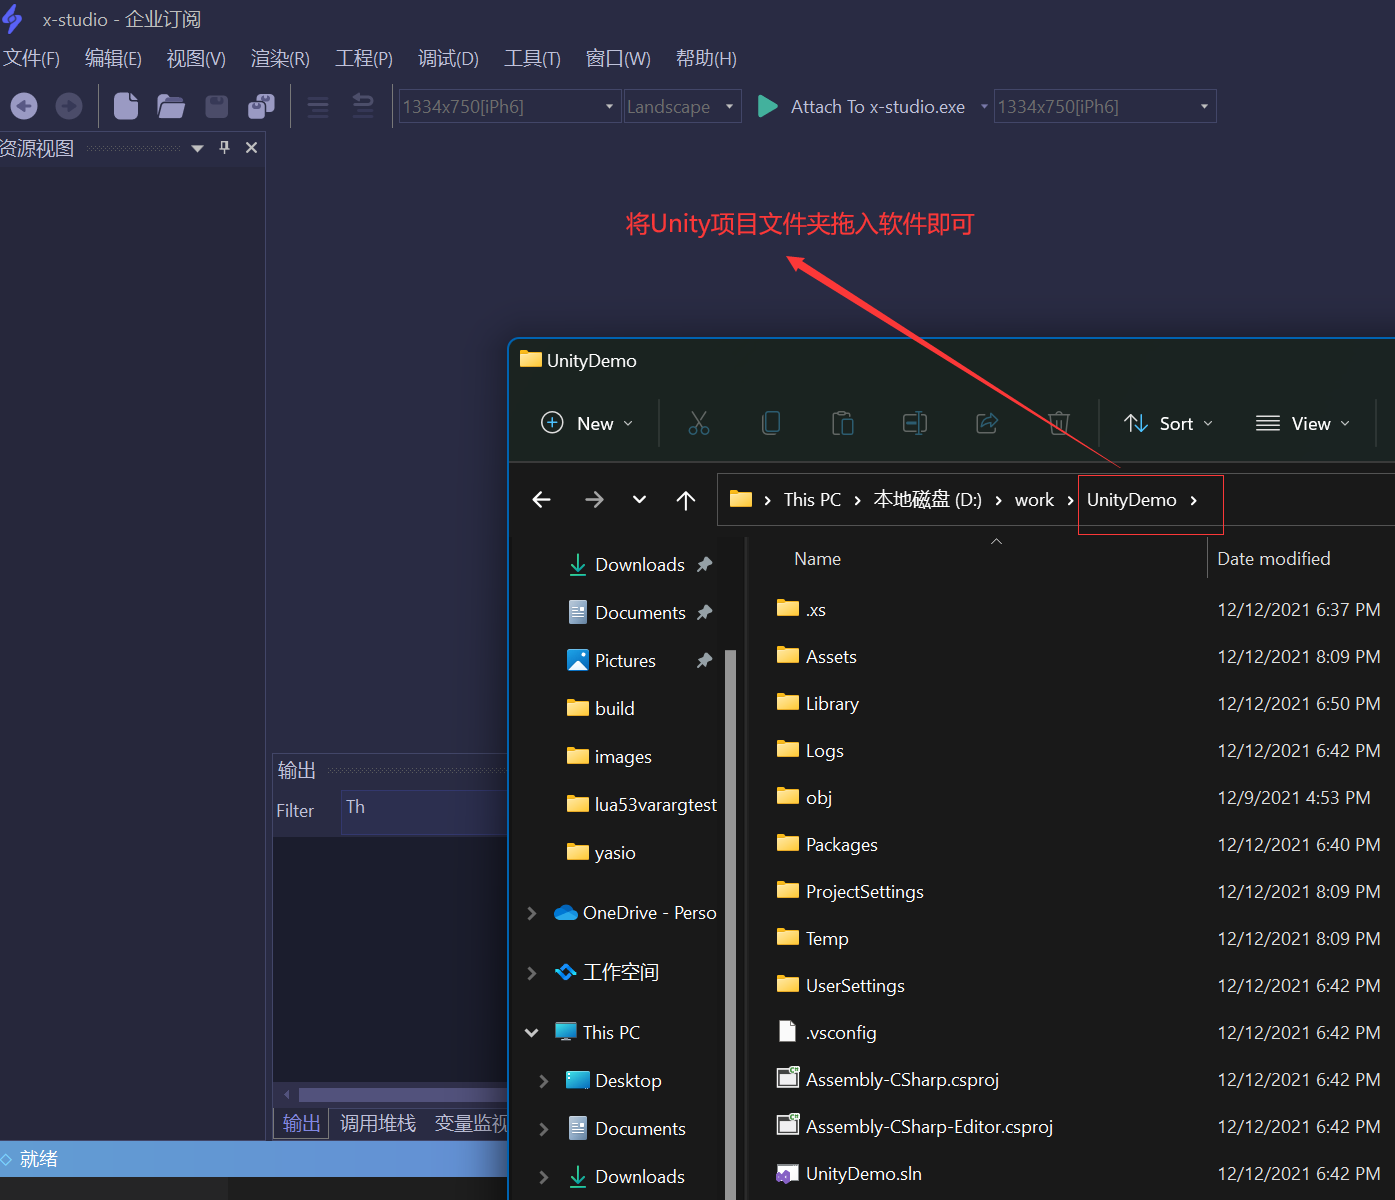 x-studio - 企业订阅
文件(F) 编辑(E) 视图(V) 渲染(R) 工程(P) 调试(D) 工具(T) 窗口(W) 帮助(H)
1334x750[iPh6] Landscape Attach To x-studio.exe 1334x750[iPh6]
资源视图
将Unity项目文件夹拖入软件即可
UnityDemo
New Sort View
This PC › 本地磁盘 (D:) › work › UnityDemo ›
Name Date modified
Downloads
Documents
Pictures
build
images
lua53varargtest
yasio
OneDrive - Perso
工作空间
This PC
Desktop
Documents
Downloads
.xs 12/12/2021 6:37 PM
Assets 12/12/2021 8:09 PM
Library 12/12/2021 6:50 PM
Logs 12/12/2021 6:42 PM
obj 12/9/2021 4:53 PM
Packages 12/12/2021 6:40 PM
ProjectSettings 12/12/2021 8:09 PM
Temp 12/12/2021 8:09 PM
UserSettings 12/12/2021 6:42 PM
.vsconfig 12/12/2021 6:42 PM
Assembly-CSharp.csproj 12/12/2021 6:42 PM
Assembly-CSharp-Editor.csproj 12/12/2021 6:42 PM
UnityDemo.sln 12/12/2021 6:42 PM
输出
Filter Th
输出 调用堆栈 变量监视
就绪